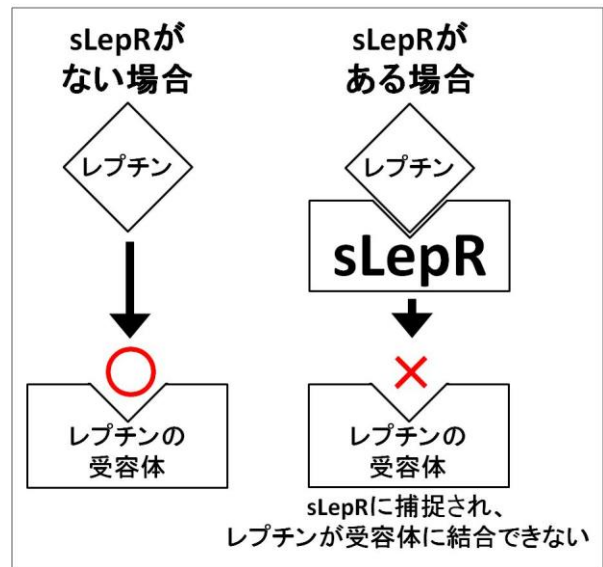 sLepRが
ない場合
レプチン
レプチンの
受容体
sLepRが
ある場合
レプチン
sLepR
レプチンの
受容体
sLepRに捕捉され、
レプチンが受容体に結合できない